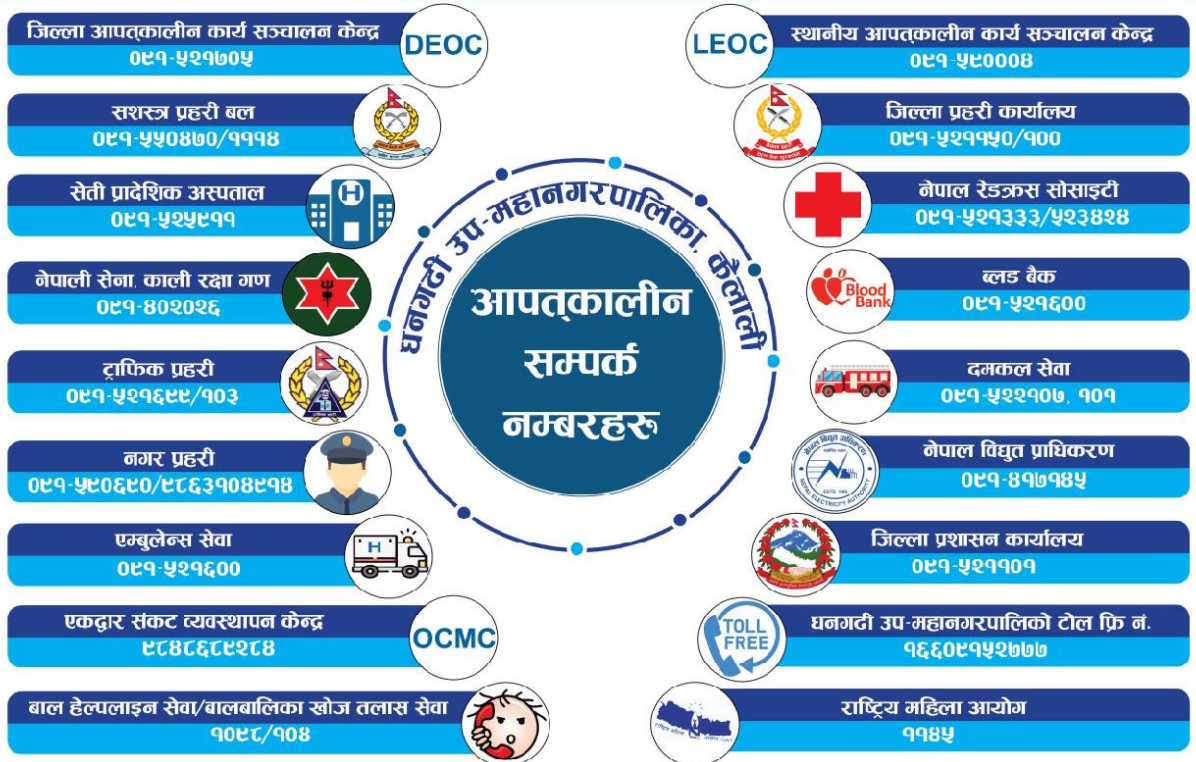 जिल्ला आपत्कालीन कार्य सञ्चालन केन्द्र
०९१-५२१७०५
DEOC
सशस्त्र प्रहरी बल
०९१-५५०४७०/१११४
सेती प्रादेशिक अस्पताल
०९१-५२५९११
H
नेपाली सेना, काली रक्षा गण
०९१-४०२०२६
ट्राफिक प्रहरी
०९१-५२१६९९/१०३
नगर प्रहरी
०९१-५९०६९०/९८६३१०४९१४
एम्बुलेन्स सेवा
०९१-५२१६००
H
एकद्वार संकट व्यवस्थापन केन्द्र
९८४८६८९२८४
OCMC
बाल हेल्पलाइन सेवा/बालबालिका खोज तलास सेवा
१०९८/१०४
धनगढी उप-महानगरपालिका, कैलाली
आपत्कालीन
सम्पर्क
नम्बरहरु
LEOC
स्थानीय आपत्कालीन कार्य सञ्चालन केन्द्र
०९१-५९०००४
जिल्ला प्रहरी कार्यालय
०९१-५२११५०/१००
नेपाल रेडक्रस सोसाइटी
०९१-५२१३३३/५२३४२४
Blood
Bank
ब्लड बैक
०९१-५२१६००
दमकल सेवा
०९१-५२२१०७, १०१
नेपाल विद्युत प्राधिकरण
NEPAL ELECTRICITY AUTHORITY
नेपाल विद्युत प्राधिकरण
०९१-४१७१४५
जिल्ला प्रशासन कार्यालय
०९१-५२११०१
TOLL
FREE
धनगढी उप-महानगरपालिको टोल फ्रि नं.
१६६०९१५२७७७
राष्ट्रिय महिला आयोग
११४५